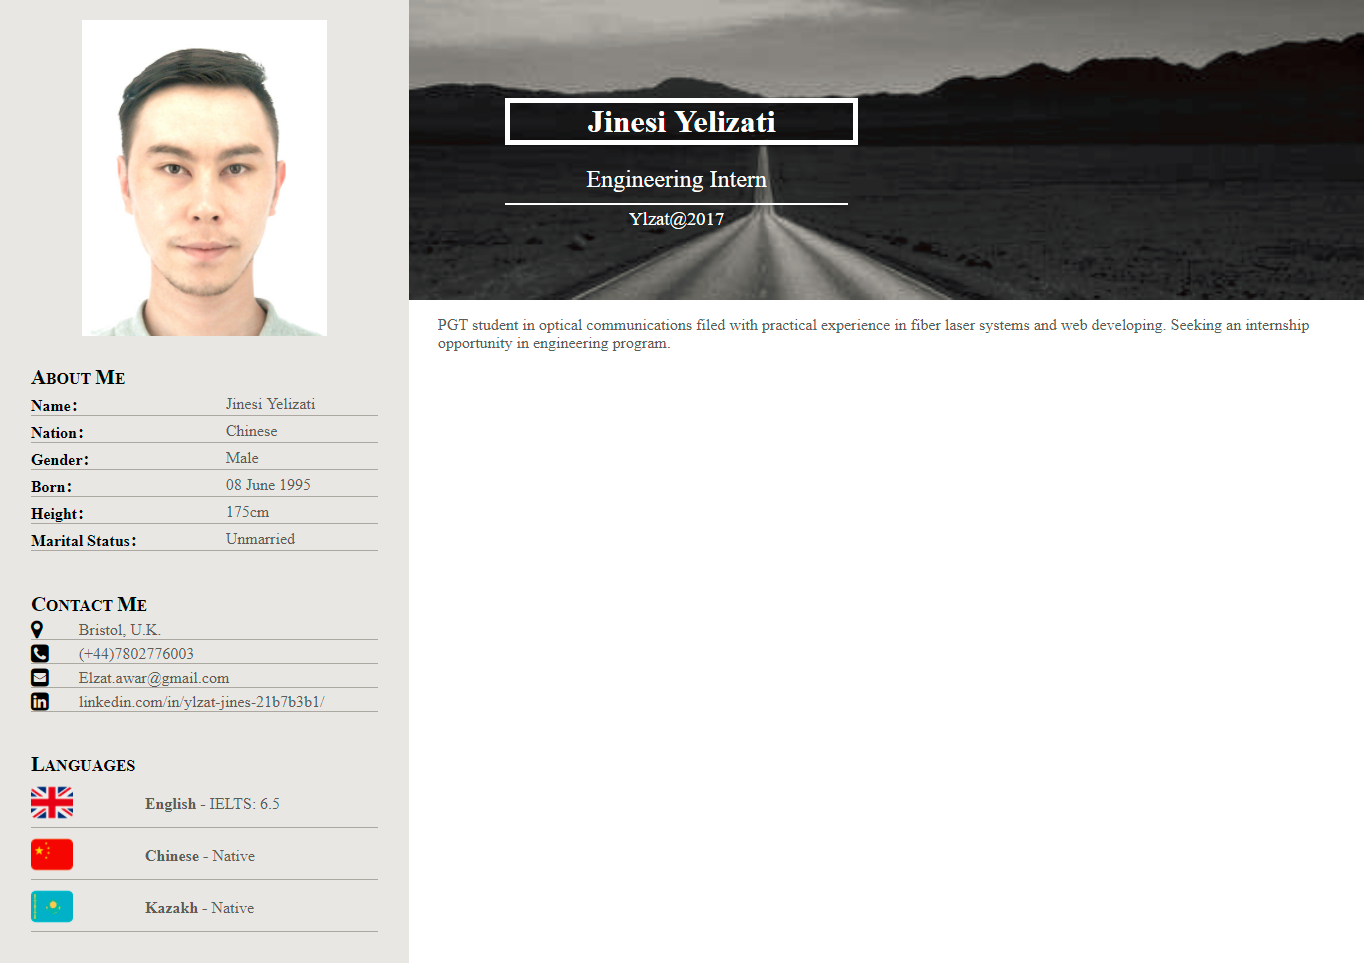 Jinesi Yelizati
Engineering Intern
Ylzat@2017
PGT student in optical communications filed with practical experience in fiber laser systems and web developing. Seeking an internship
opportunity in engineering program.
About Me
Name： Jinesi Yelizati
Nation： Chinese
Gender： Male
Born： 08 June 1995
Height： 175cm
Marital Status： Unmarried
Contact Me
Bristol, U.K.
(+44)7802776003
Elzat.awar@gmail.com
in linkedin.com/in/ylzat-jines-21b7b3b1/
Languages
English - IELTS: 6.5
Chinese - Native
Kazakh - Native